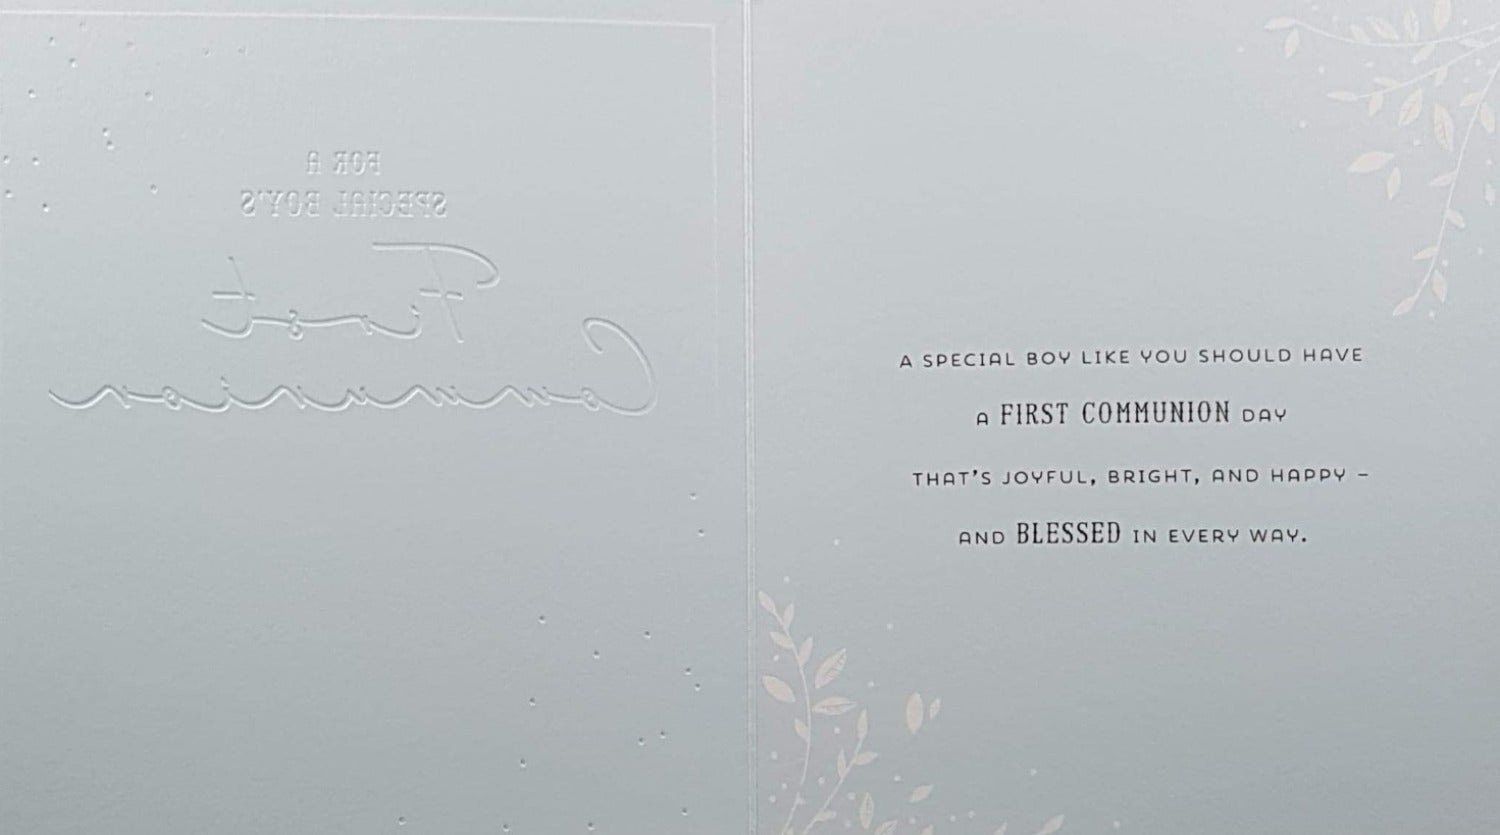 FOR A
SPECIAL BOY'S
First
Communion
A SPECIAL BOY LIKE YOU SHOULD HAVE
A FIRST COMMUNION DAY
THAT'S JOYFUL, BRIGHT, AND HAPPY –
AND BLESSED IN EVERY WAY.